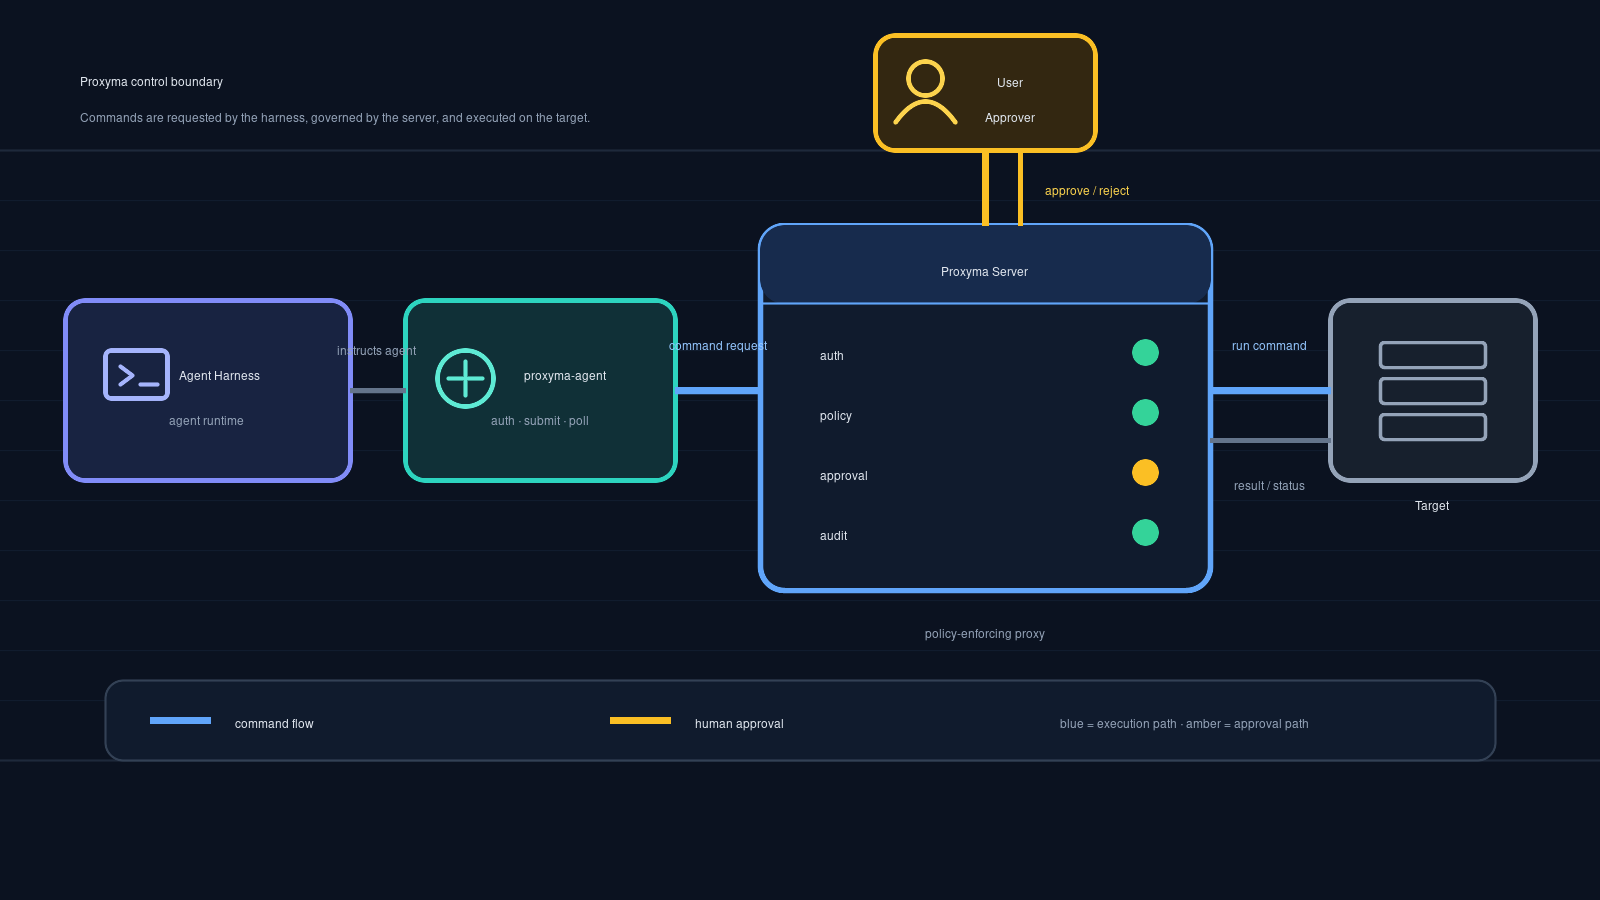 Proxyma control boundary
Commands are requested by the harness, governed by the server, and executed on the target.
User
Approver
approve / reject
Proxyma Server
instructs agent
command request
run command
Agent Harness
agent runtime
proxyma-agent
auth · submit · poll
auth
policy
approval
audit
result / status
Target
policy-enforcing proxy
command flow
human approval
blue = execution path · amber = approval path